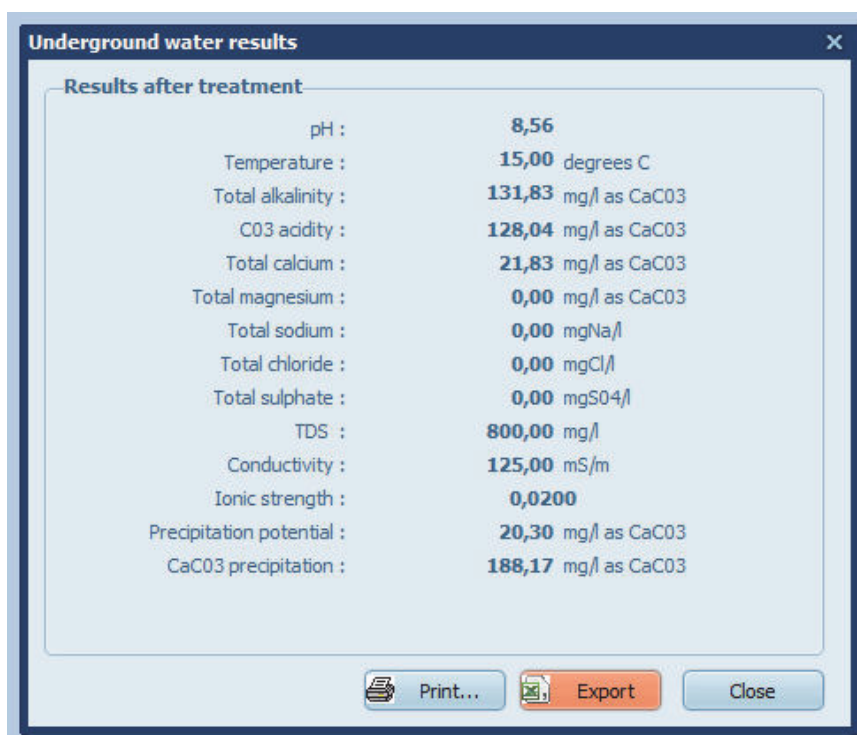 Underground water results
Results after treatment
pH : 8,56
Temperature : 15,00 degrees C
Total alkalinity : 131,83 mg/l as CaC03
C03 acidity : 128,04 mg/l as CaC03
Total calcium : 21,83 mg/l as CaC03
Total magnesium : 0,00 mg/l as CaC03
Total sodium : 0,00 mgNa/l
Total chloride : 0,00 mgCl/l
Total sulphate : 0,00 mgS04/l
TDS : 800,00 mg/l
Conductivity : 125,00 mS/m
Ionic strength : 0,0200
Precipitation potential : 20,30 mg/l as CaC03
CaC03 precipitation : 188,17 mg/l as CaC03
Print... Export Close